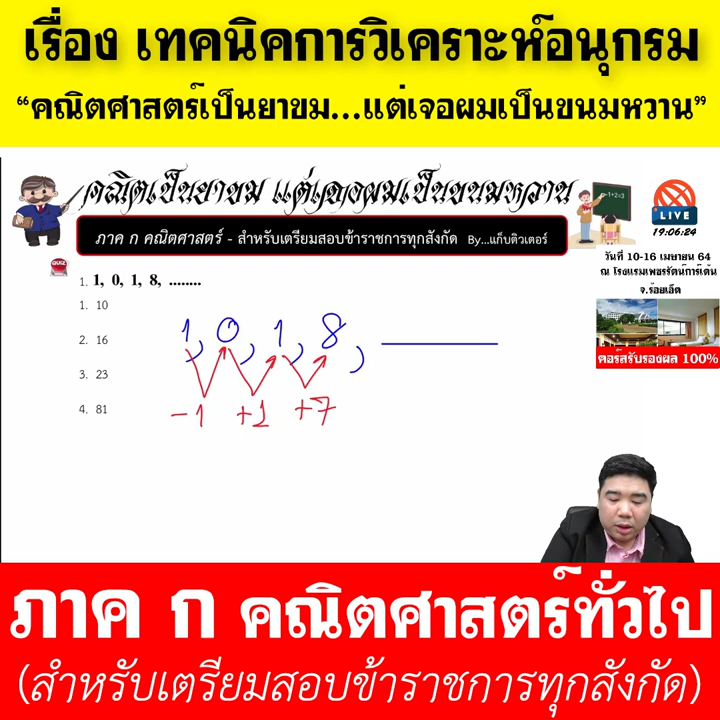 เรื่อง เทคนิคการวิเคราะห์อนุกรม
“คณิตศาสตร์เป็นยาขม...แต่เจอผมเป็นขนมหวาน”
คณิตเป็นยาขม แต่เจอผมเป็นขนมหวาน
ภาค ก คณิตศาสตร์ - สำหรับเตรียมสอบข้าราชการทุกสังกัด By...แก็บติวเตอร์
-1+2=3
LIVE
19:06:24
วันที่ 10-16 เมษายน 64
ณ โรงแรมเพชรรัตน์การ์เด้น
จ.ร้อยเอ็ด
คอร์สรับรองผล 100%
QUIZ
1. 1, 0, 1, 8, ........
1. 10
2. 16
3. 23
4. 81
1, 0, 1, 8,
-1 +1 +7
ภาค ก คณิตศาสตร์ทั่วไป
(สำหรับเตรียมสอบข้าราชการทุกสังกัด)